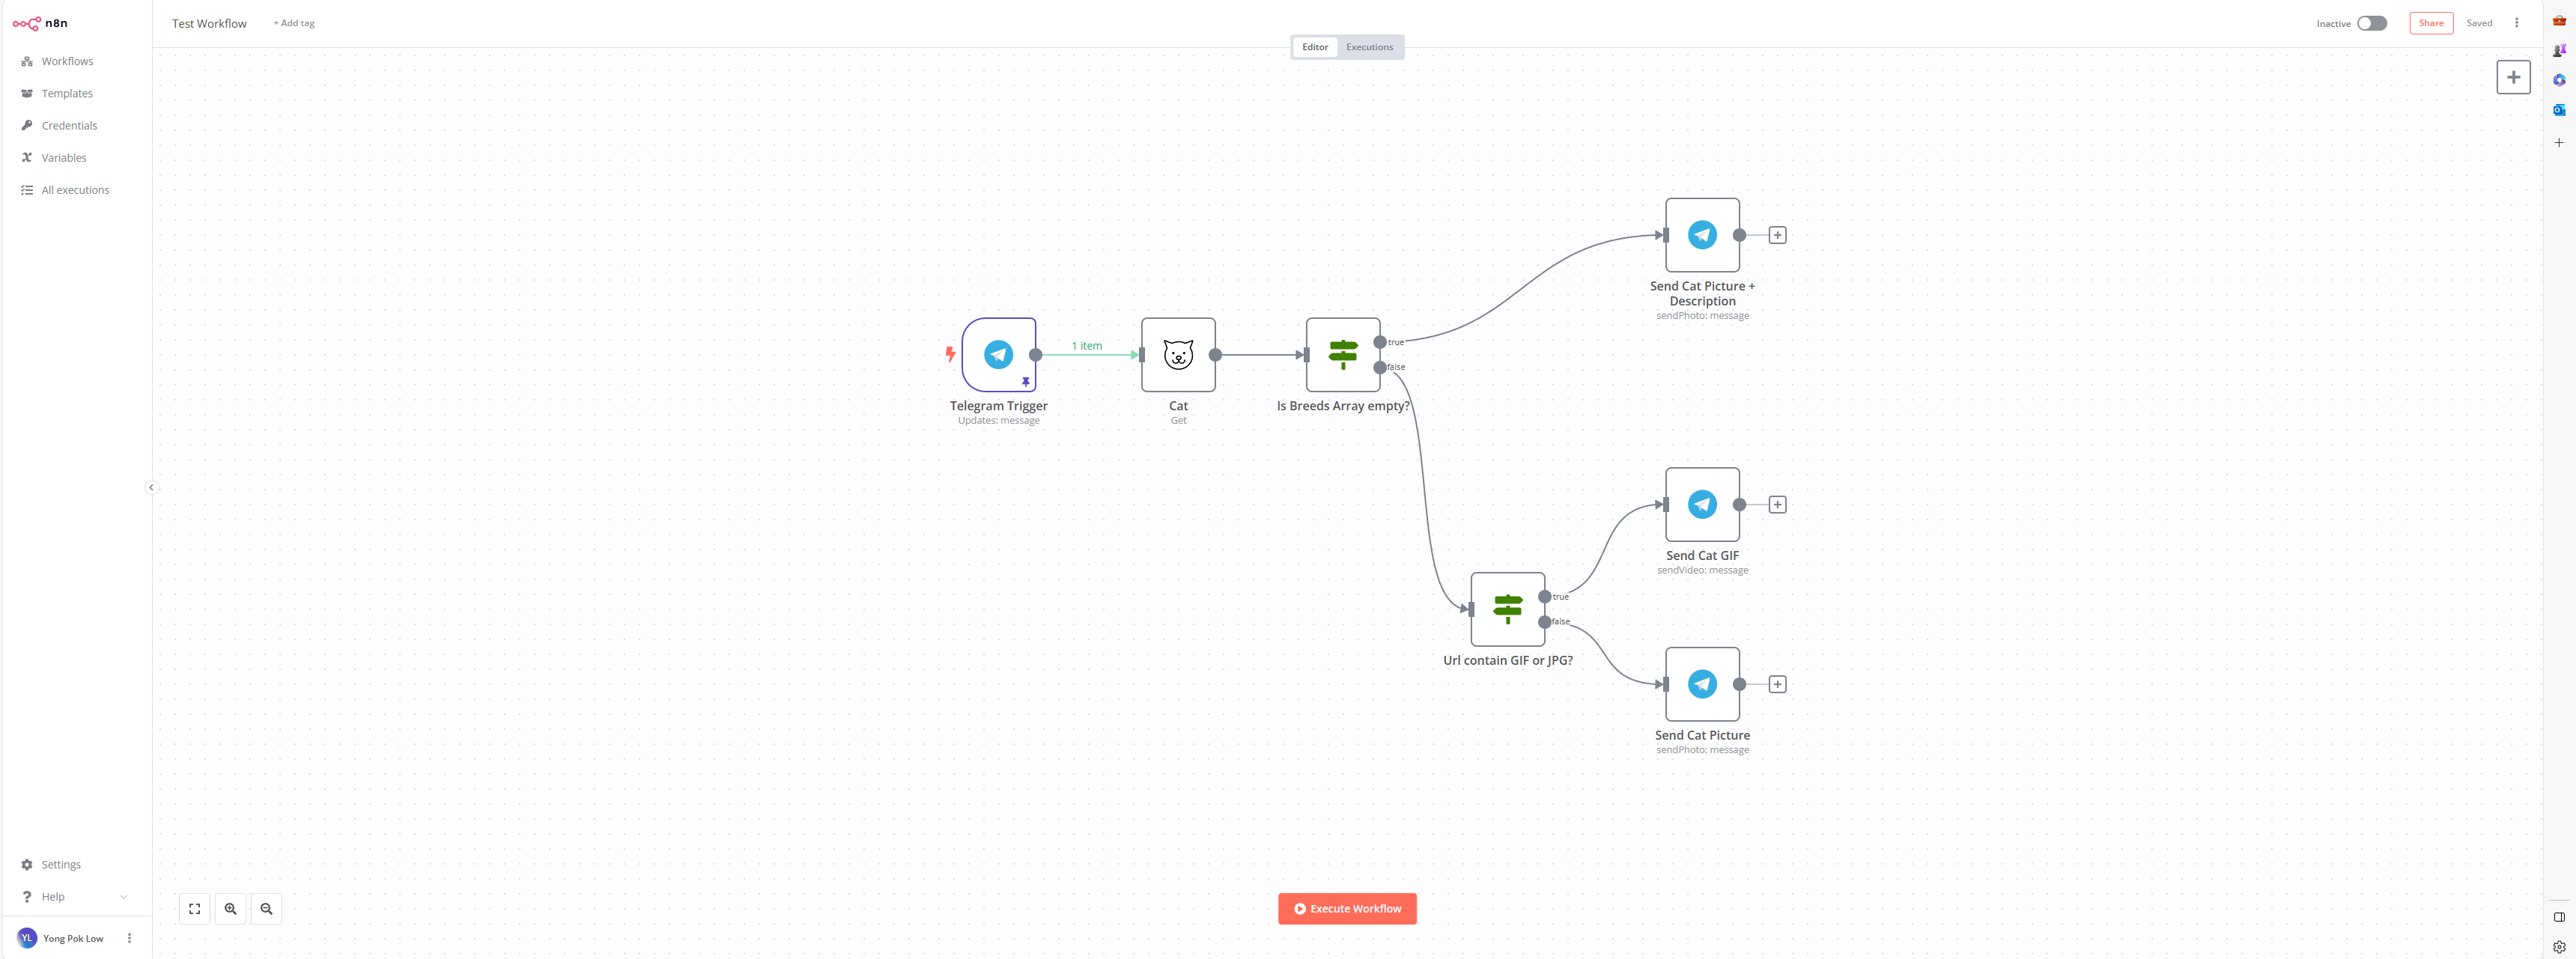 n8n
Test Workflow
+ Add tag
Inactive
Share
Saved
Editor
Executions
Workflows
Templates
Credentials
Variables
All executions
Send Cat Picture +
Description
sendPhoto: message
1 item
true
false
Telegram Trigger
Updates: message
Cat
Get
Is Breeds Array empty?
Send Cat GIF
sendVideo: message
true
false
Url contain GIF or JPG?
Send Cat Picture
sendPhoto: message
Settings
Help
Execute Workflow
YL
Yong Pok Low